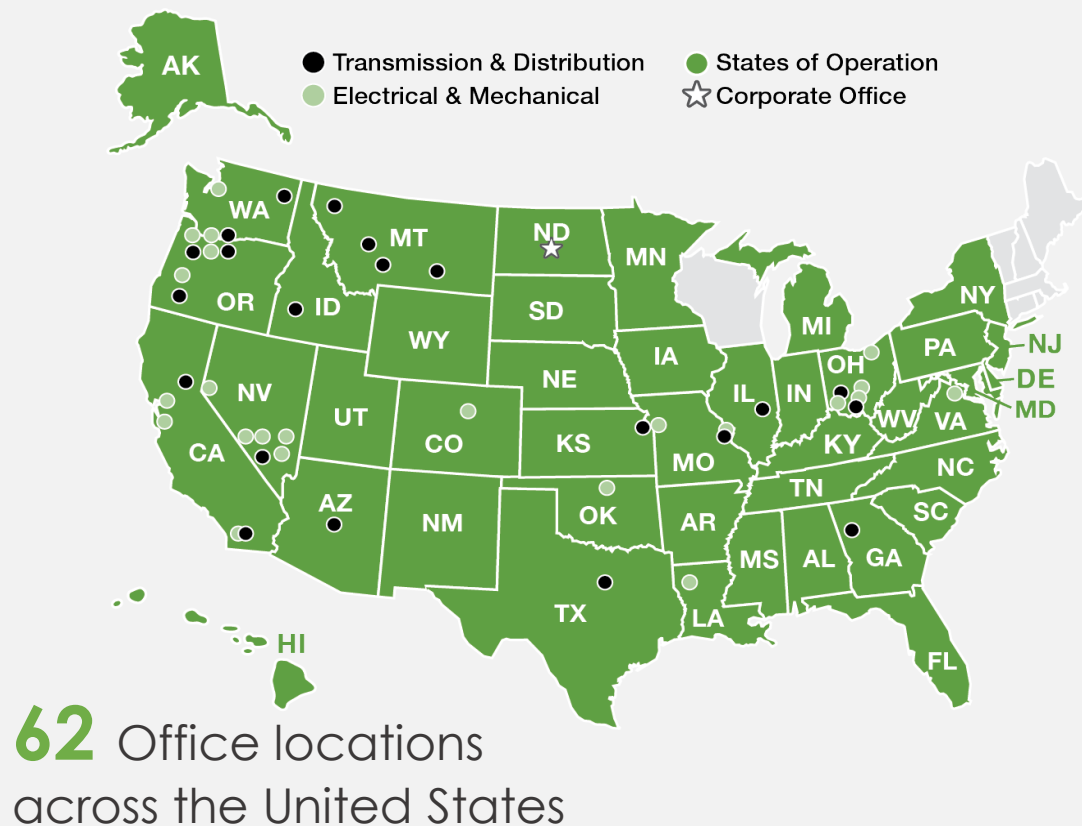 AK
Transmission & Distribution
States of Operation
Electrical & Mechanical
Corporate Office
WA
MT
ND
MN
OR
ID
SD
WY
MI
NY
IA
PA
NJ
NE
OH
DE
NV
IL
IN
MD
UT
CO
KS
WV
VA
CA
MO
KY
NC
AZ
TN
NM
OK
AR
SC
MS
AL
GA
TX
LA
HI
FL
62 Office locations
across the United States